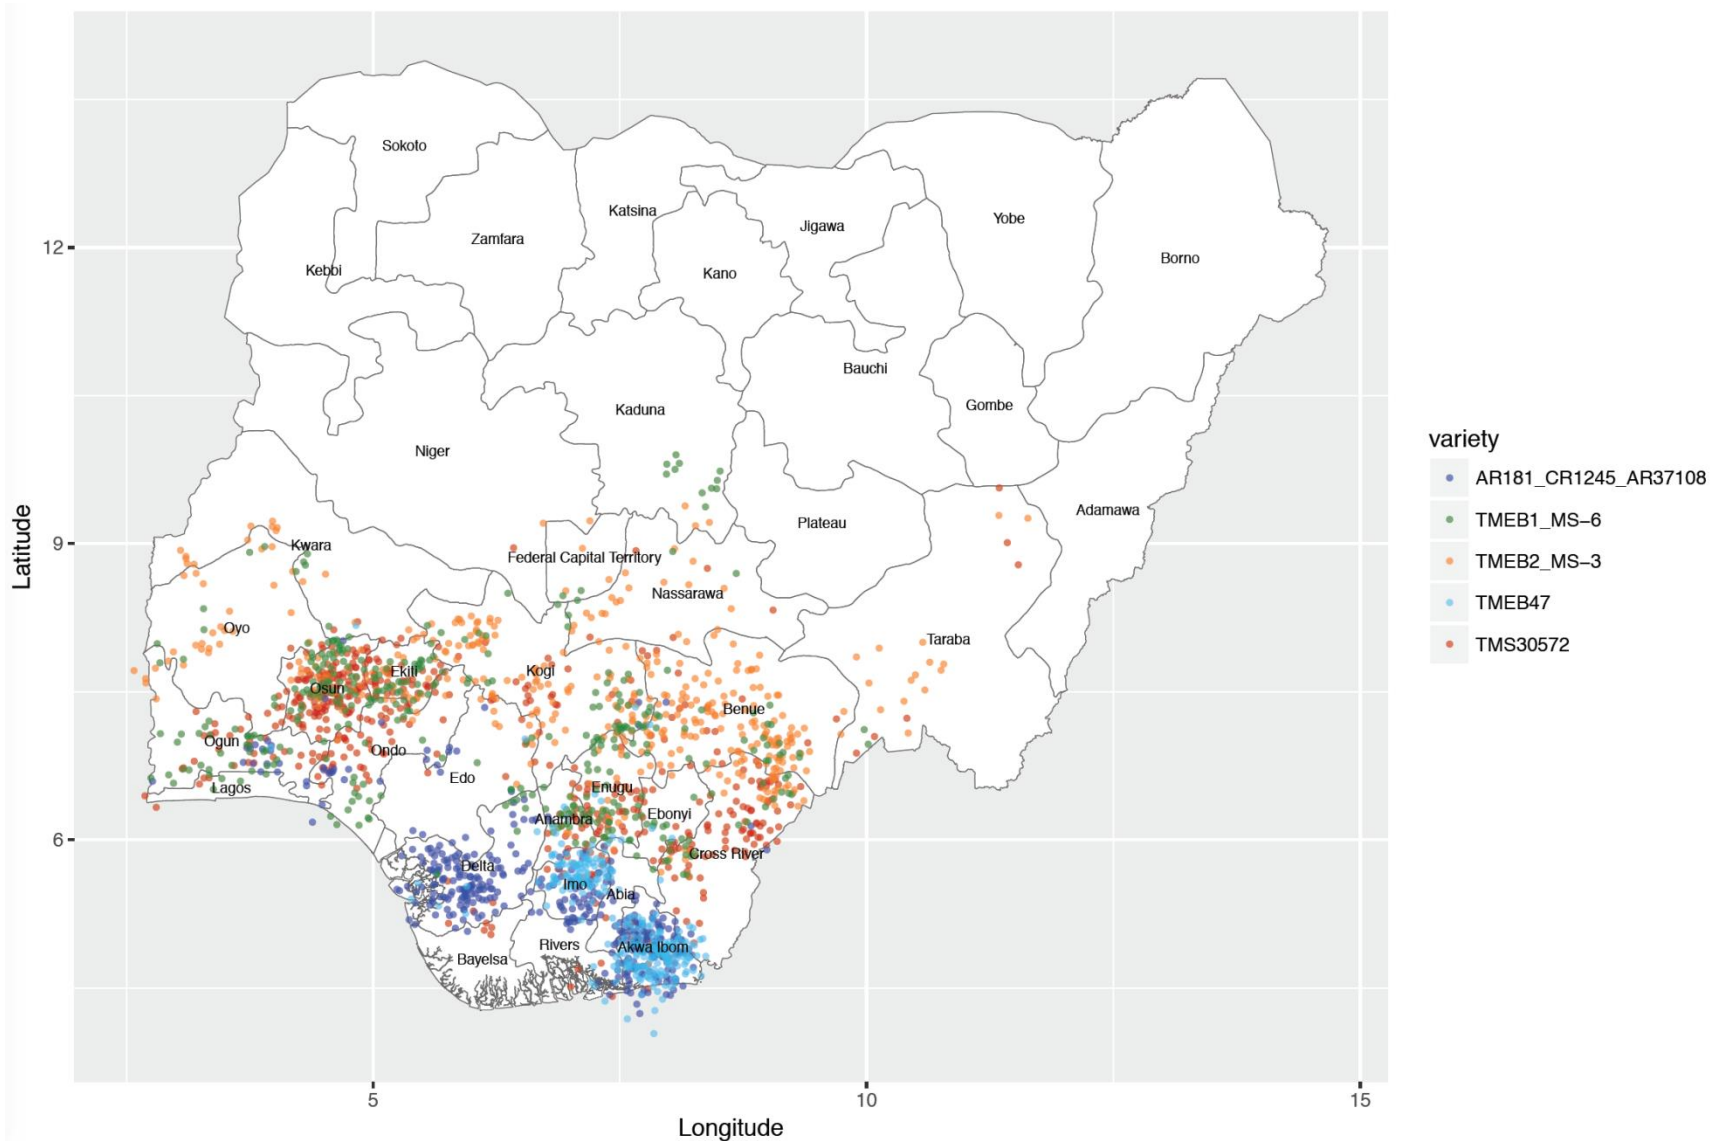 Sokoto
Katsina
Jigawa
Yobe
Zamfara
Kebbi
Kano
Borno
Bauchi
Gombe
Kaduna
Niger
Adamawa
Plateau
Kwara
Federal Capital Territory
Nassarawa
Oyo
Taraba
Kogi
Ekiti
Osun
Benue
Ogun
Ondo
Edo
Lagos
Enugu
Ebonyi
Anambra
Cross River
Delta
Imo
Abia
Rivers
Akwa Ibom
Bayelsa
12
9
6
Latitude
5
10
15
Longitude
variety
AR181_CR1245_AR37108
TMEB1_MS-6
TMEB2_MS-3
TMEB47
TMS30572